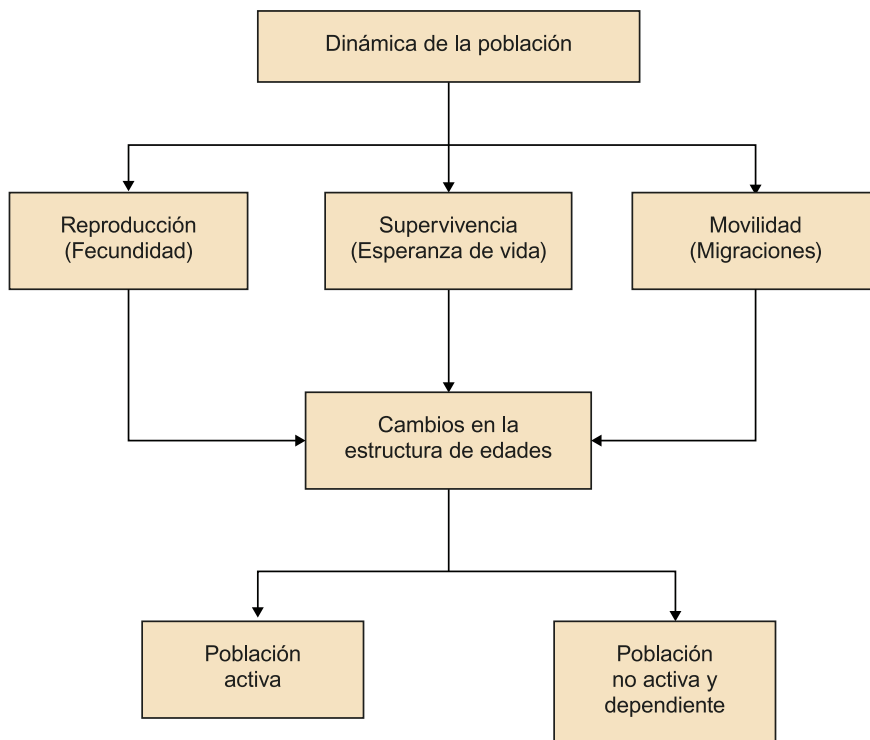 Dinámica de la población
Reproducción
(Fecundidad)
Supervivencia
(Esperanza de vida)
Movilidad
(Migraciones)
Cambios en la
estructura de edades
Población
activa
Población
no activa y
dependiente